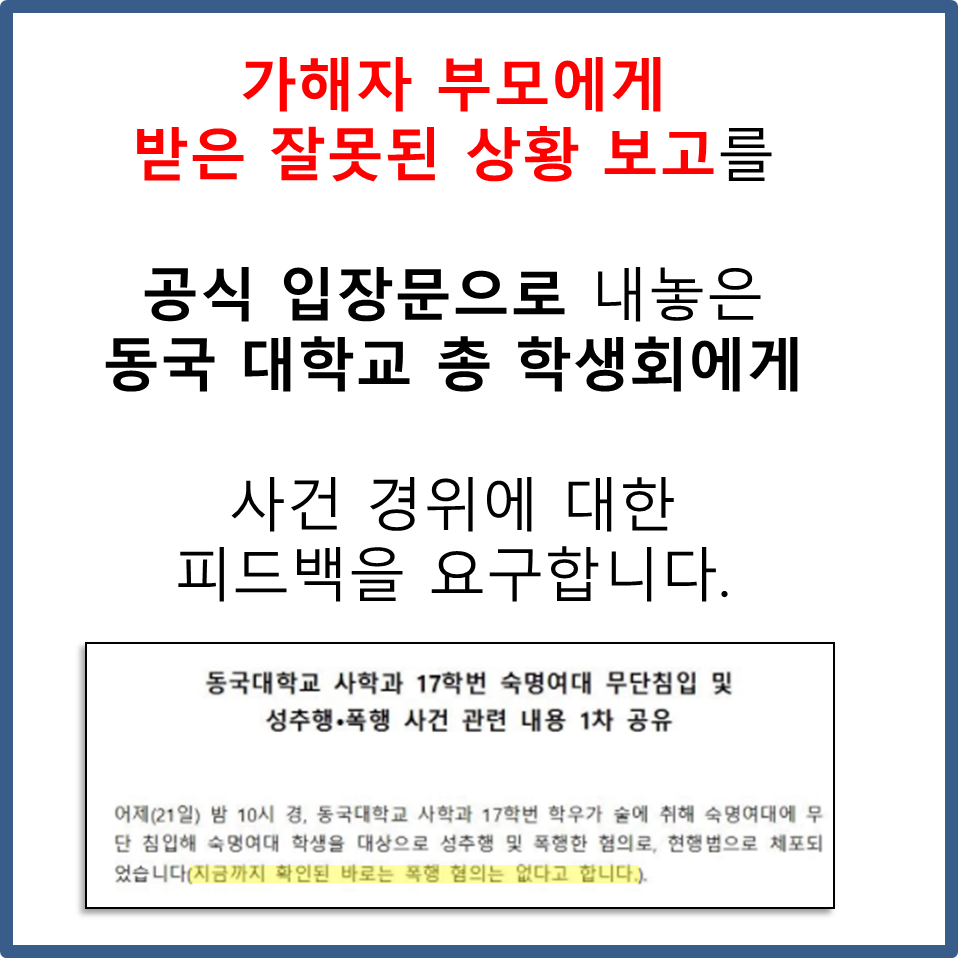 가해자 부모에게
받은 잘못된 상황 보고를
공식 입장문으로 내놓은
동국 대학교 총 학생회에게
사건 경위에 대한
피드백을 요구합니다.
동국대학교 사학과 17학번 숙명여대 무단침입 및
성추행•폭행 사건 관련 내용 1차 공유
어제(21일) 밤 10시 경, 동국대학교 사학과 17학번 학우가 술에 취해 숙명여대에 무
단 침입해 숙명여대 학생을 대상으로 성추행 및 폭행한 혐의로, 현행범으로 체포되
었습니다(지금까지 확인된 바로는 폭행 혐의는 없다고 합니다.).